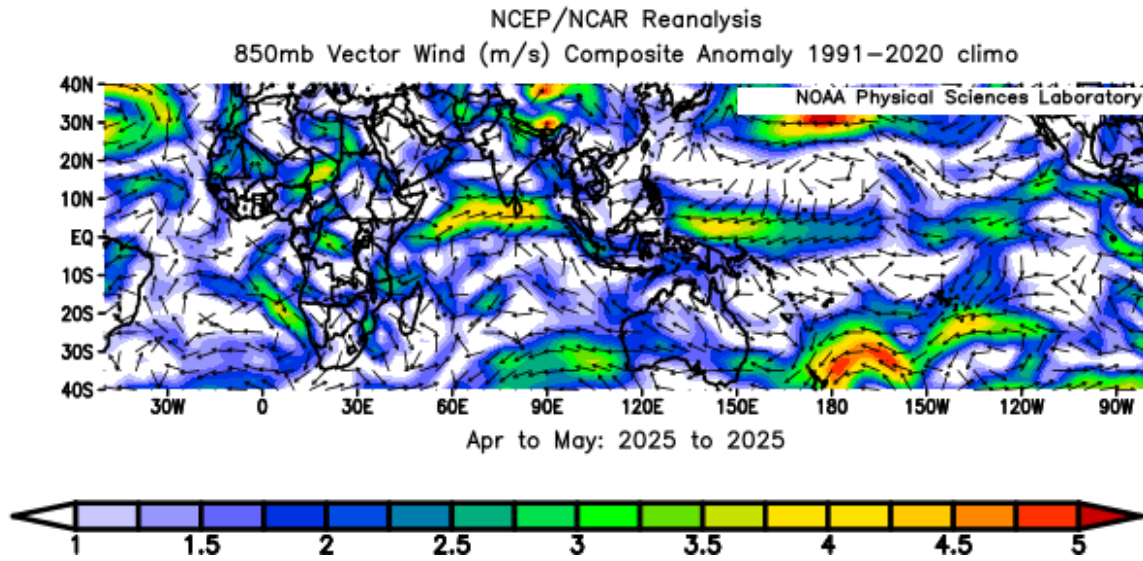 NCEP/NCAR Reanalysis
850mb Vector Wind (m/s) Composite Anomaly 1991−2020 climo
NOAA Physical Sciences Laboratory
40N
30N
20N
10N
EQ
10S
20S
30S
40S
30W 0 30E 60E 90E 120E 150E 180 150W 120W 90W
Apr to May: 2025 to 2025
1 1.5 2 2.5 3 3.5 4 4.5 5